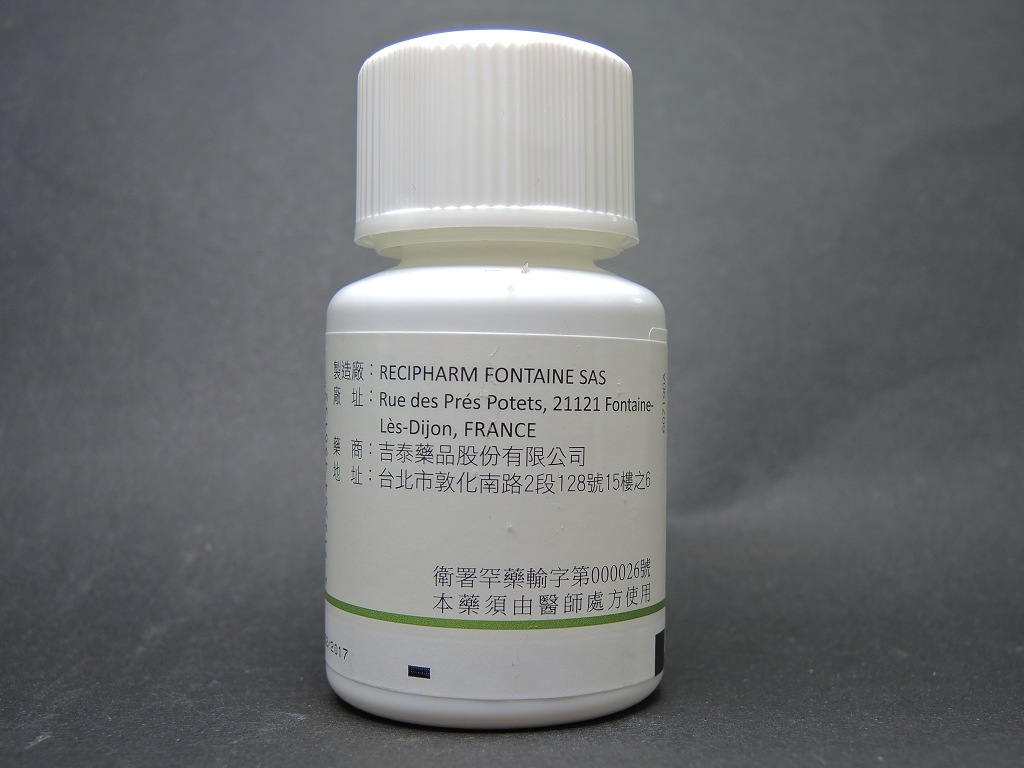 製造廠：RECIPHARM FONTAINE SAS
廠 址：Rue des Prés Potets, 21121 Fontaine-
Lès-Dijon, FRANCE
藥 商：吉泰藥品股份有限公司
地 址：台北市敦化南路2段128號15樓之6
衛署罕藥輸字第000026號
本藥須由醫師處方使用
-2017